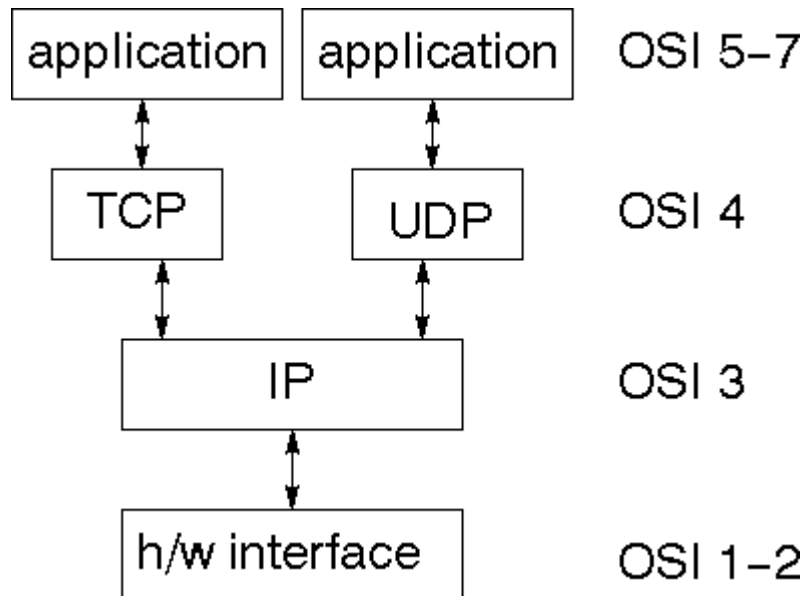 application application OSI 5-7
TCP UDP OSI 4
IP OSI 3
h/w interface OSI 1-2